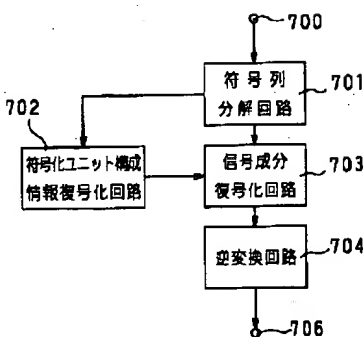 700
符号列
分解回路
701
702
符号化ユニット構成
情報復号化回路
信号成分
復号化回路
703
逆変換回路
704
706